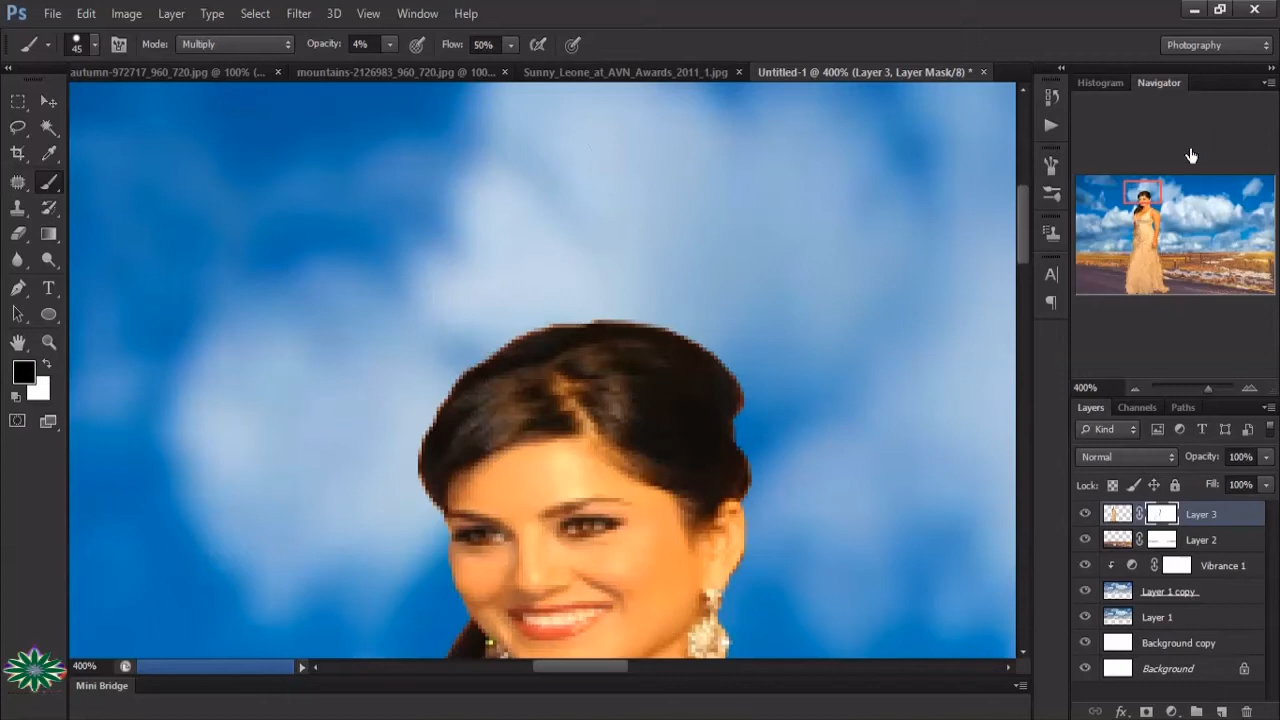 Ps File Edit Image Layer Type Select Filter 3D View Window Help
45 Mode: Multiply Opacity: 4% Flow: 50% Photography
autumn-972717_960_720.jpg @ 100% (... × mountains-2126983_960_720.jpg @ 100... × Sunny_Leone_at_AVN_Awards_2011_1.jpg × Untitled-1 @ 400% (Layer 3, Layer Mask/8) * ×
Histogram Navigator
400%
Layers Channels Paths
Kind
Normal Opacity: 100%
Lock: Fill: 100%
Layer 3
Layer 2
Vibrance 1
Layer 1 copy
Layer 1
Background copy
Background
400%
Mini Bridge